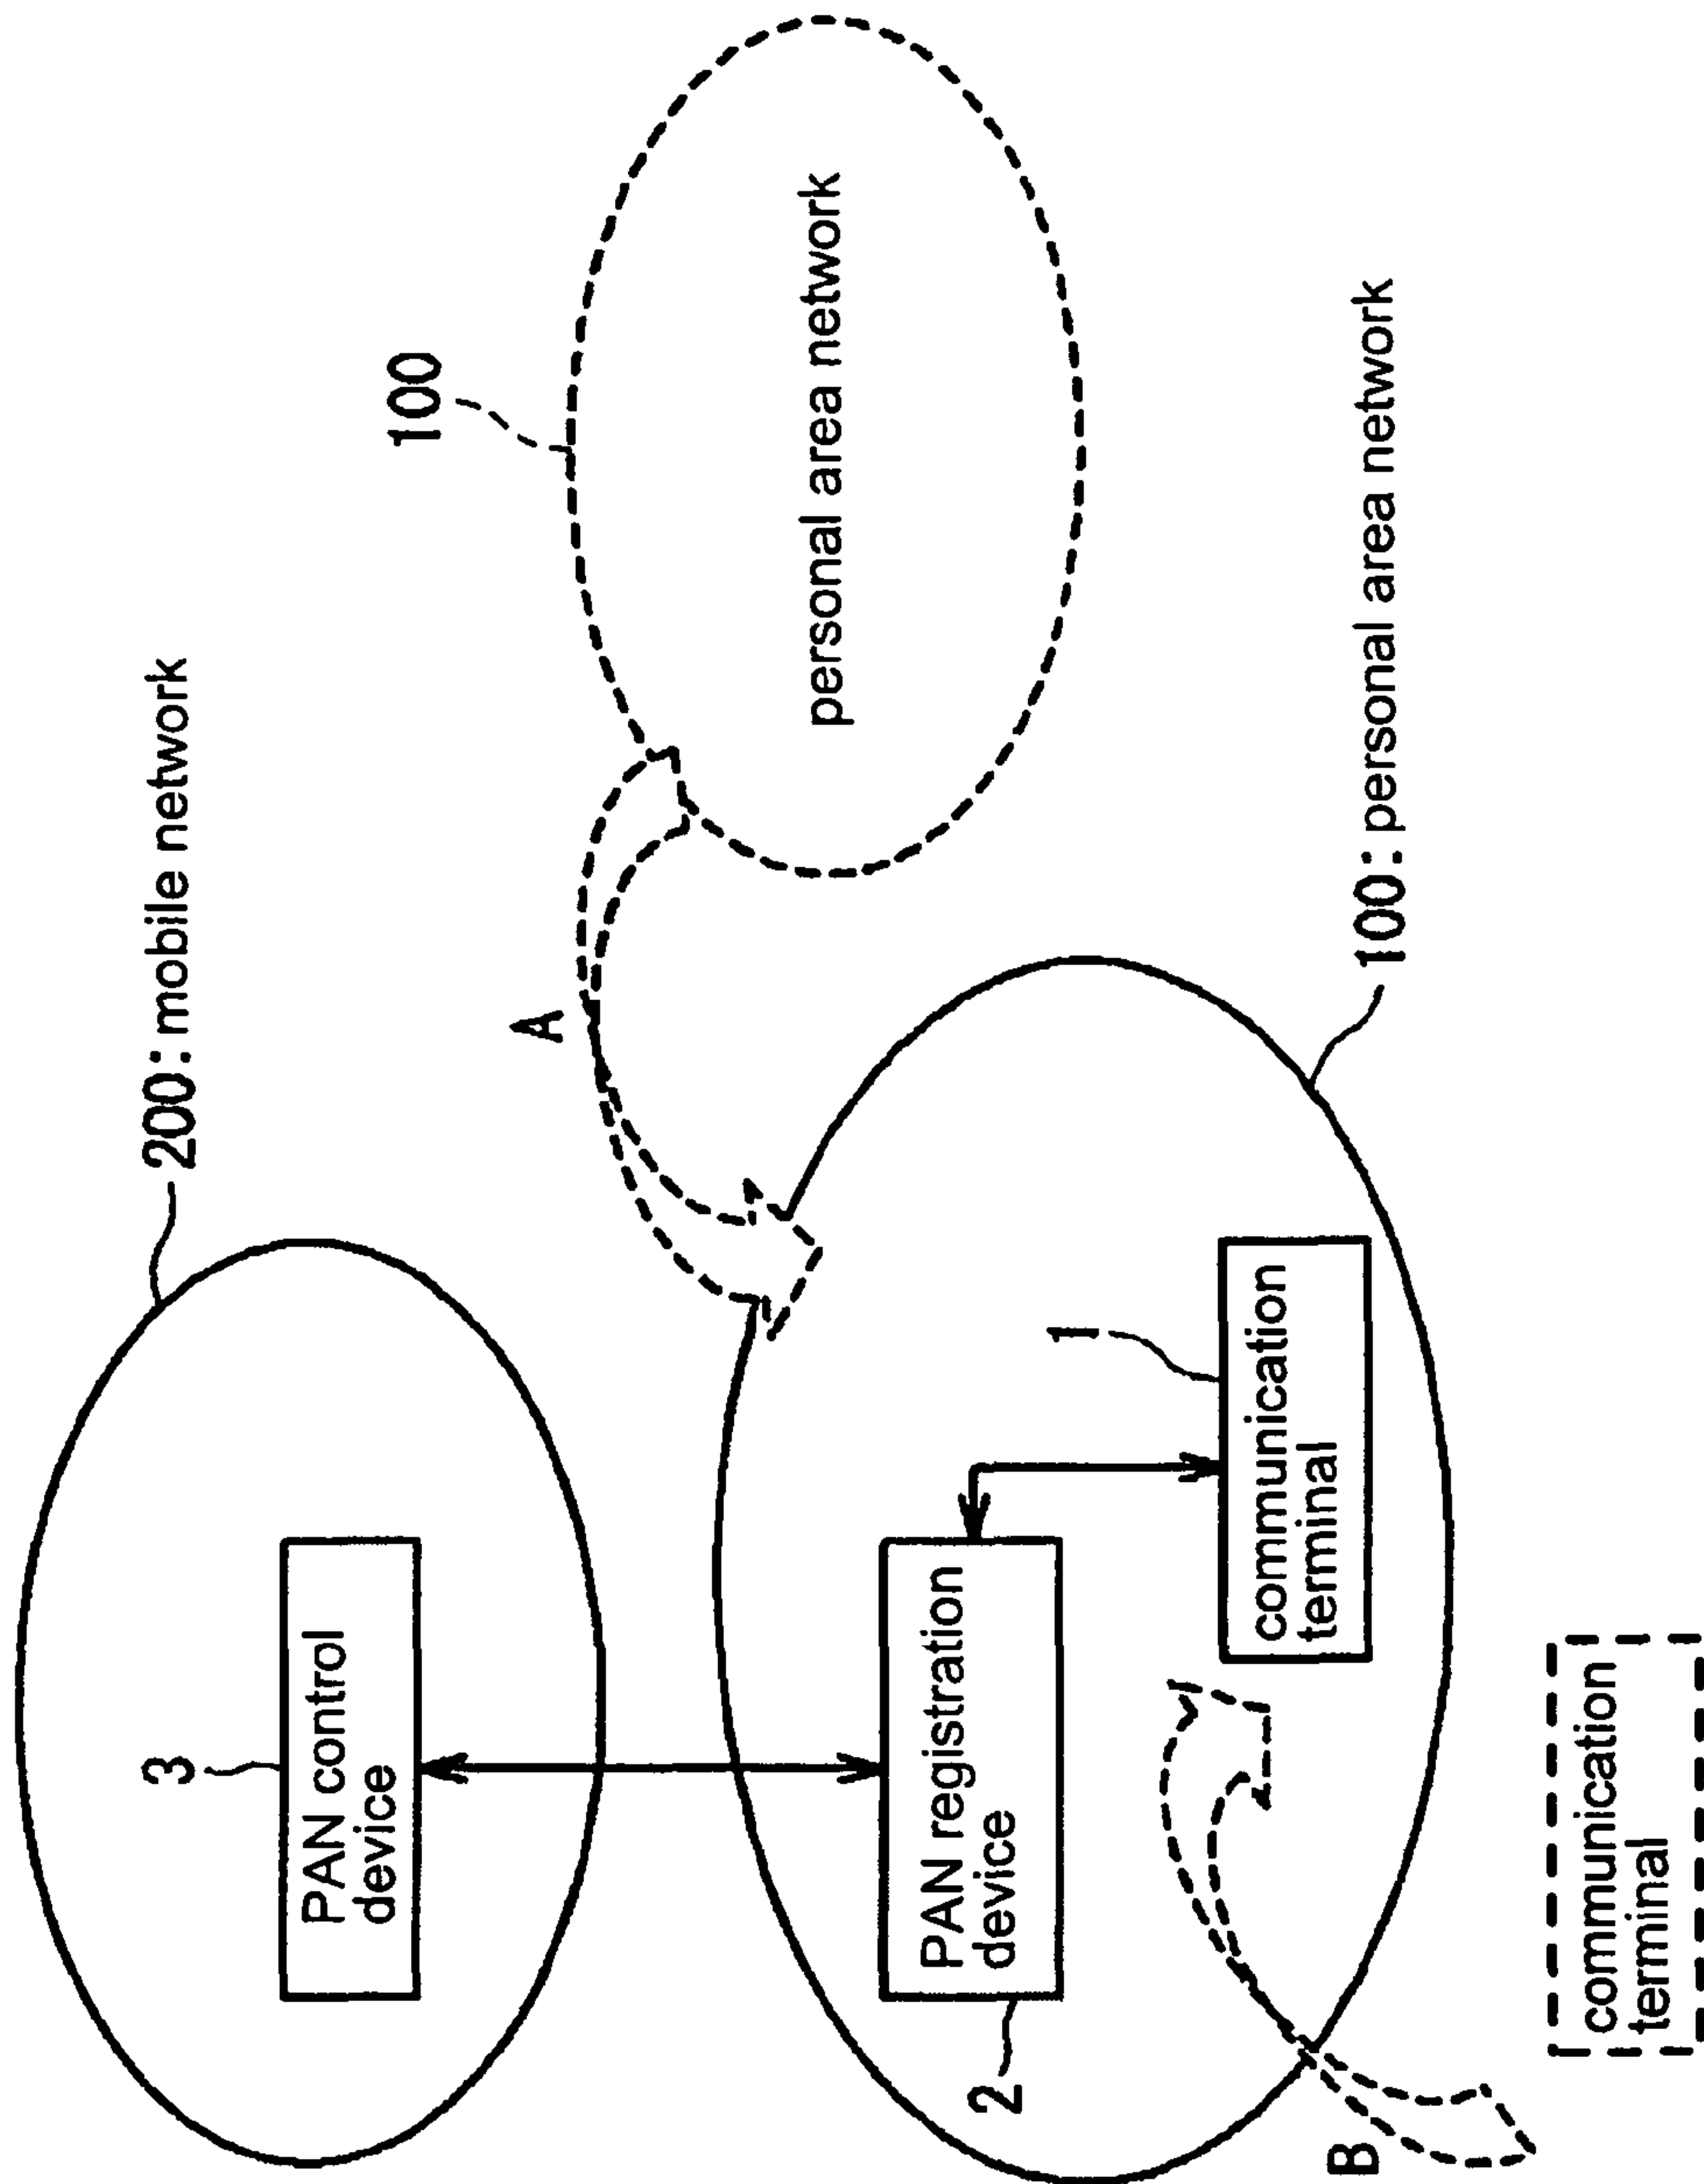 200: mobile network
3
PAN control
device
A
100
personal area network
PAN registration
device
2
1
communication
terminal
100: personal area network
B
communication
terminal